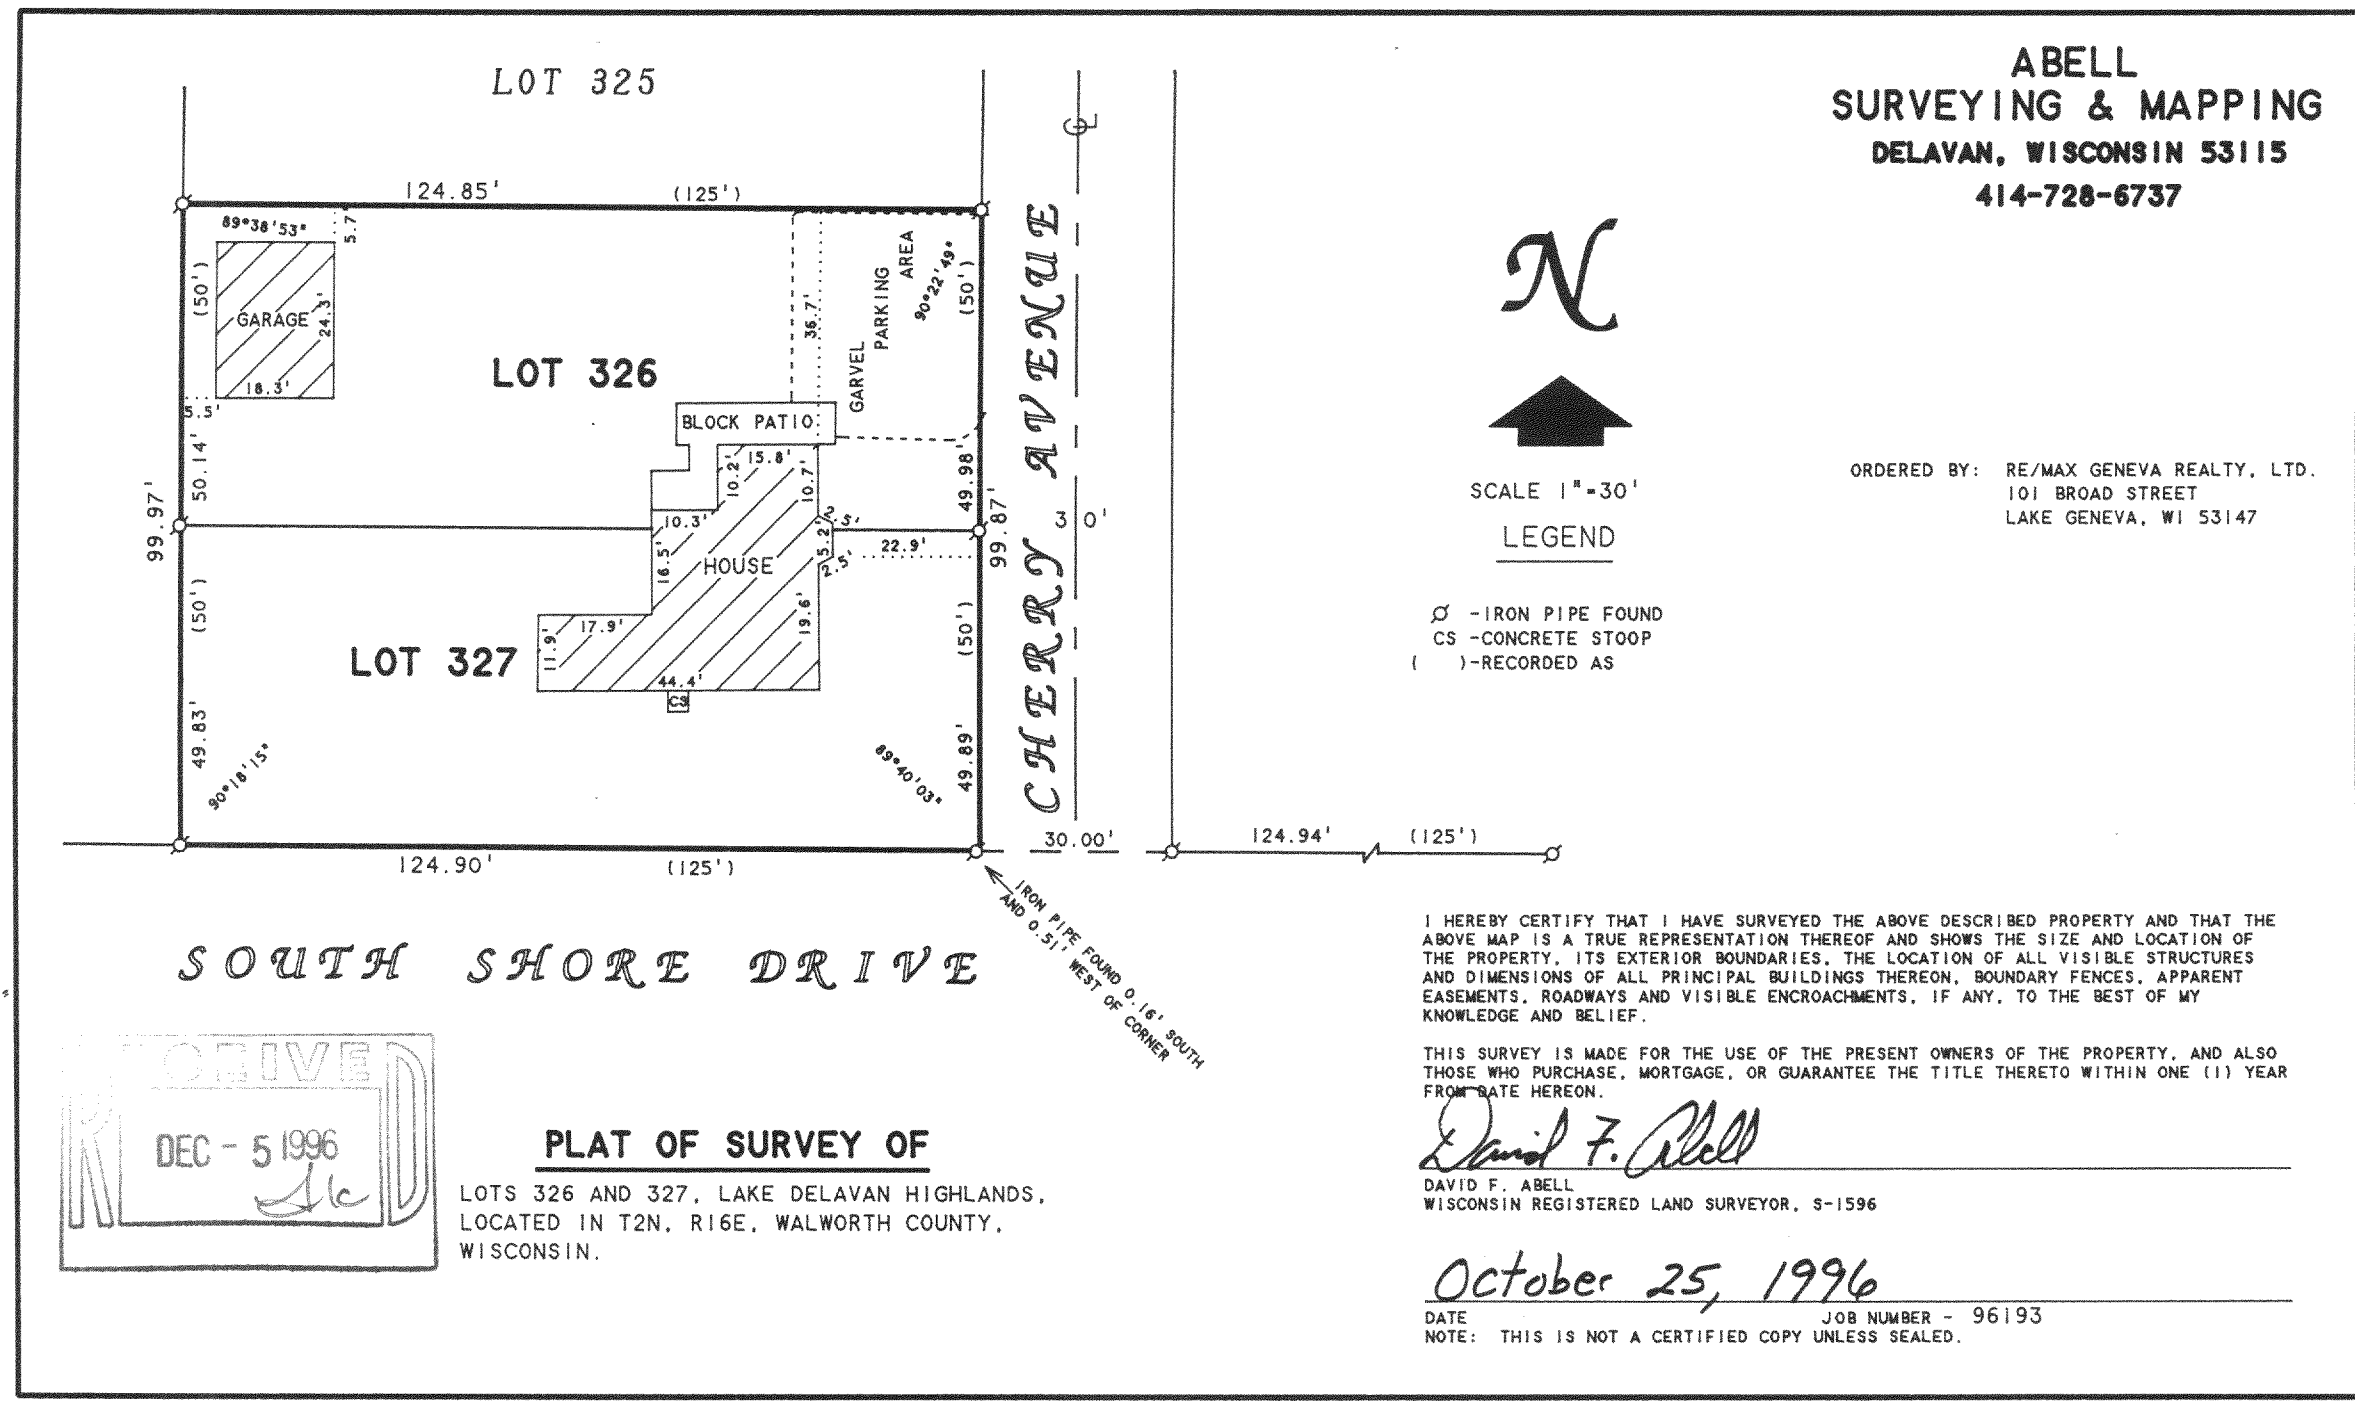 LOT 325
ABELL
SURVEYING & MAPPING
DELAVAN, WISCONSIN 53115
414-728-6737
124.85' (125')
89°38'53"
5.7'
(50')
GARAGE
24.3'
18.3'
5.5'
50.14'
99.97'
LOT 326
36.7'
GARVEL
PARKING
AREA
90°22'49"
(50')
BLOCK PATIO
15.8'
10.2'
10.7'
49.98'
99.87'
10.3'
16.5'
HOUSE
2.5'
5.2'
2.5'
22.9'
30'
CHERRY AVENUE
℄
N
SCALE 1"=30'
LEGEND
Ø -IRON PIPE FOUND
CS -CONCRETE STOOP
( )-RECORDED AS
ORDERED BY: RE/MAX GENEVA REALTY, LTD.
101 BROAD STREET
LAKE GENEVA, WI 53147
(50')
LOT 327
17.9'
11.9'
19.6'
44.4'
CS
(50')
49.83'
90°18'15"
89°40'03"
49.89'
124.90' (125')
30.00'
124.94' (125')
IRON PIPE FOUND 0.16' SOUTH
AND 0.51' WEST OF CORNER
SOUTH SHORE DRIVE
RECEIVED
DEC - 5 1996
PLAT OF SURVEY OF
LOTS 326 AND 327, LAKE DELAVAN HIGHLANDS,
LOCATED IN T2N, R16E, WALWORTH COUNTY,
WISCONSIN.
I HEREBY CERTIFY THAT I HAVE SURVEYED THE ABOVE DESCRIBED PROPERTY AND THAT THE
ABOVE MAP IS A TRUE REPRESENTATION THEREOF AND SHOWS THE SIZE AND LOCATION OF
THE PROPERTY, ITS EXTERIOR BOUNDARIES, THE LOCATION OF ALL VISIBLE STRUCTURES
AND DIMENSIONS OF ALL PRINCIPAL BUILDINGS THEREON, BOUNDARY FENCES, APPARENT
EASEMENTS, ROADWAYS AND VISIBLE ENCROACHMENTS, IF ANY, TO THE BEST OF MY
KNOWLEDGE AND BELIEF.
THIS SURVEY IS MADE FOR THE USE OF THE PRESENT OWNERS OF THE PROPERTY, AND ALSO
THOSE WHO PURCHASE, MORTGAGE, OR GUARANTEE THE TITLE THERETO WITHIN ONE (1) YEAR
FROM DATE HEREON.
David F. Abell
DAVID F. ABELL
WISCONSIN REGISTERED LAND SURVEYOR, S-1596
October 25, 1996
DATE JOB NUMBER - 96193
NOTE: THIS IS NOT A CERTIFIED COPY UNLESS SEALED.